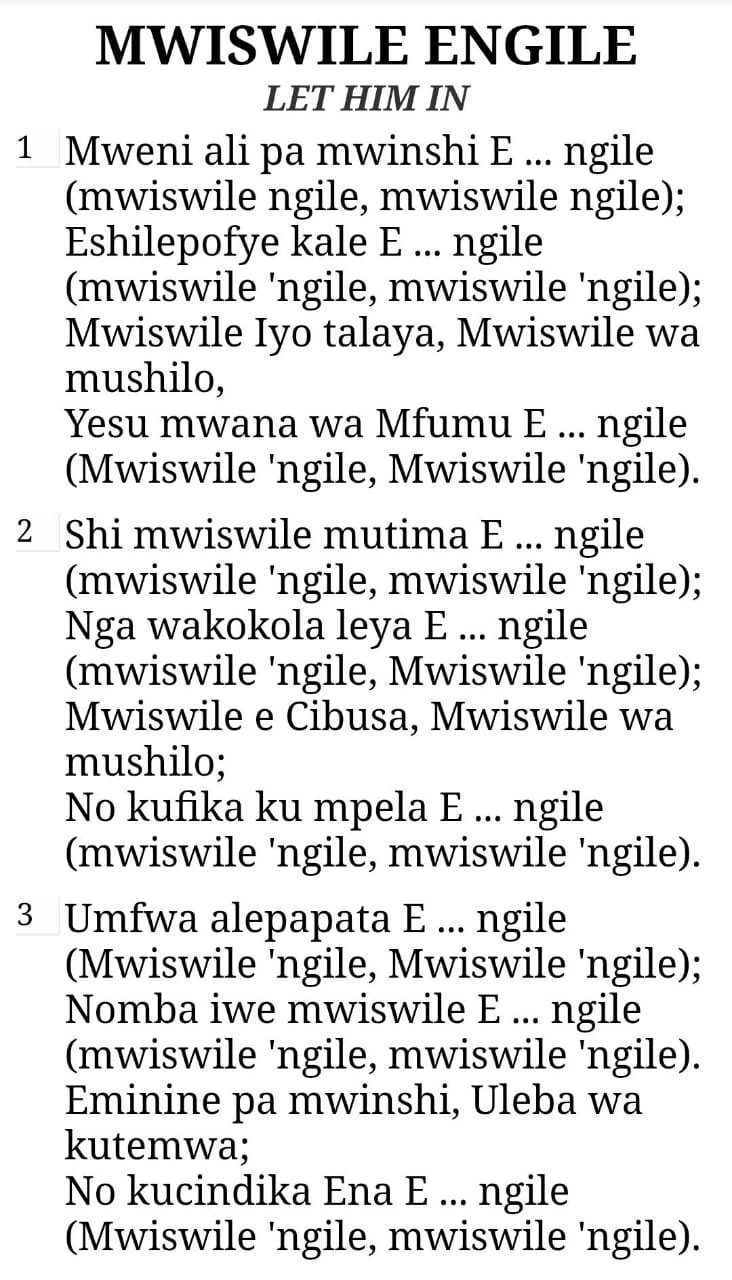 MWISWILE ENGILE
LET HIM IN
1 Mweni ali pa mwinshi E ... ngile
(mwiswile ngile, mwiswile ngile);
Eshilepofye kale E ... ngile
(mwiswile 'ngile, mwiswile 'ngile);
Mwiswile Iyo talaya, Mwiswile wa
mushilo,
Yesu mwana wa Mfumu E ... ngile
(Mwiswile 'ngile, Mwiswile 'ngile).
2 Shi mwiswile mutima E ... ngile
(mwiswile 'ngile, mwiswile 'ngile);
Nga wakokola leya E ... ngile
(mwiswile 'ngile, Mwiswile 'ngile);
Mwiswile e Cibusa, Mwiswile wa
mushilo;
No kufika ku mpela E ... ngile
(mwiswile 'ngile, mwiswile 'ngile).
3 Umfwa alepapata E ... ngile
(Mwiswile 'ngile, Mwiswile 'ngile);
Nomba iwe mwiswile E ... ngile
(mwiswile 'ngile, mwiswile 'ngile).
Eminine pa mwinshi, Uleba wa
kutemwa;
No kucindika Ena E ... ngile
(Mwiswile 'ngile, mwiswile 'ngile).